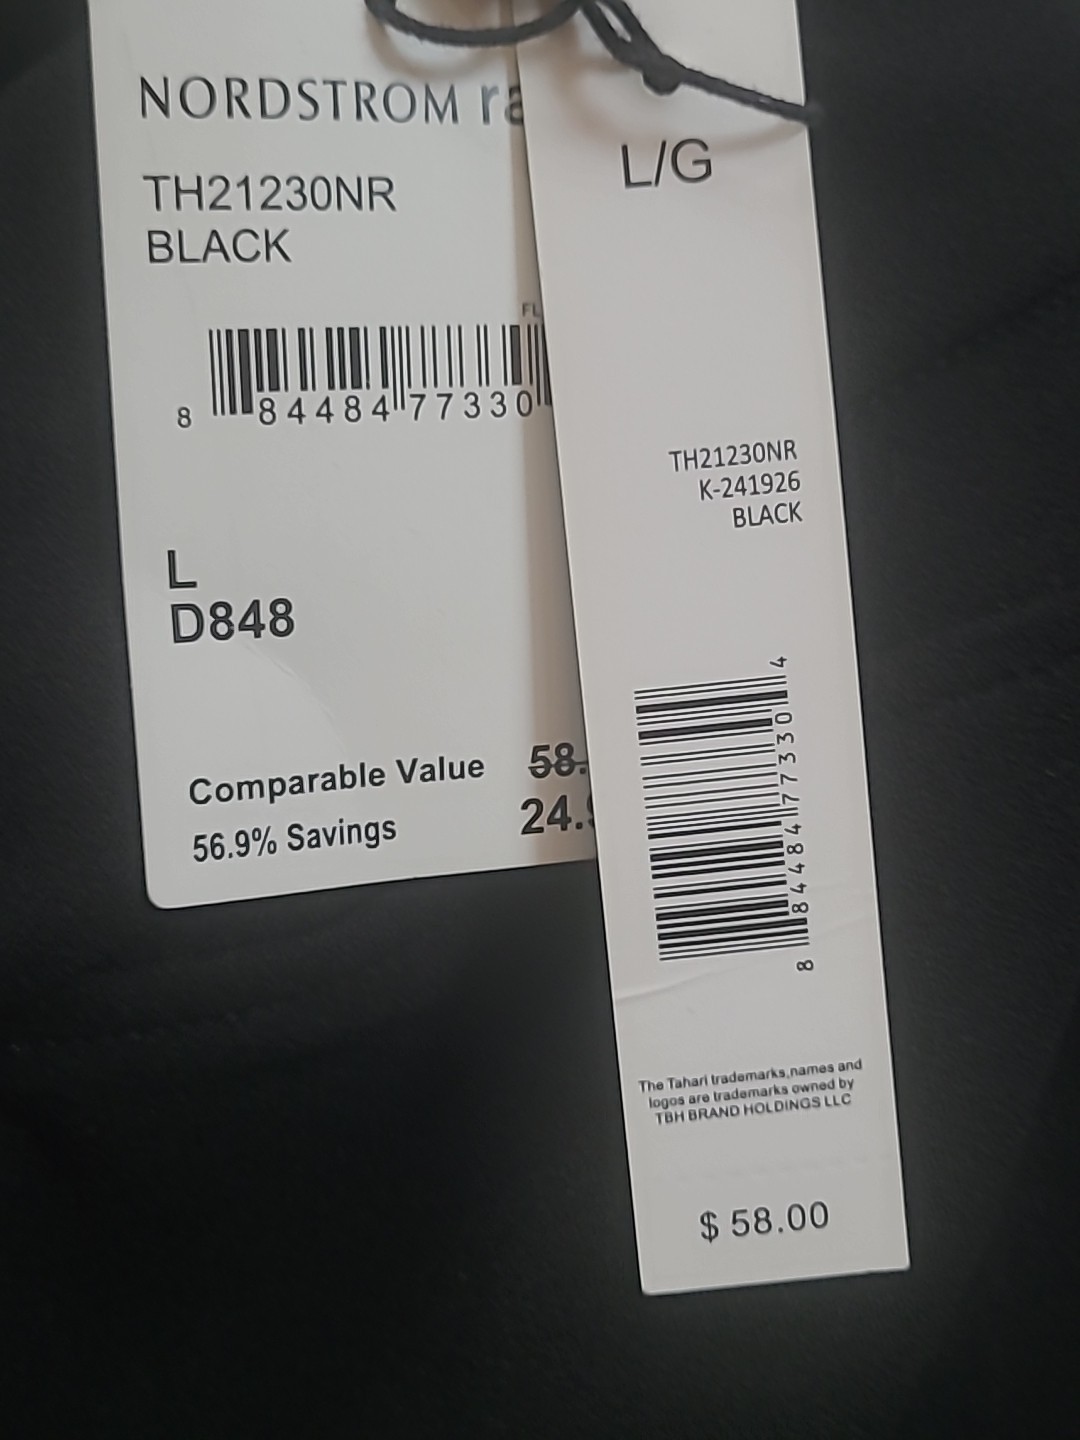 NORDSTROM ra
TH21230NR
BLACK
FL
8 84484 77330
L
D848
Comparable Value 58.
56.9% Savings 24.
L/G
TH21230NR
K-241926
BLACK
8 84484 77330 4
The Tahari trademarks,names and
logos are trademarks owned by
TBH BRAND HOLDINGS LLC
$ 58.00